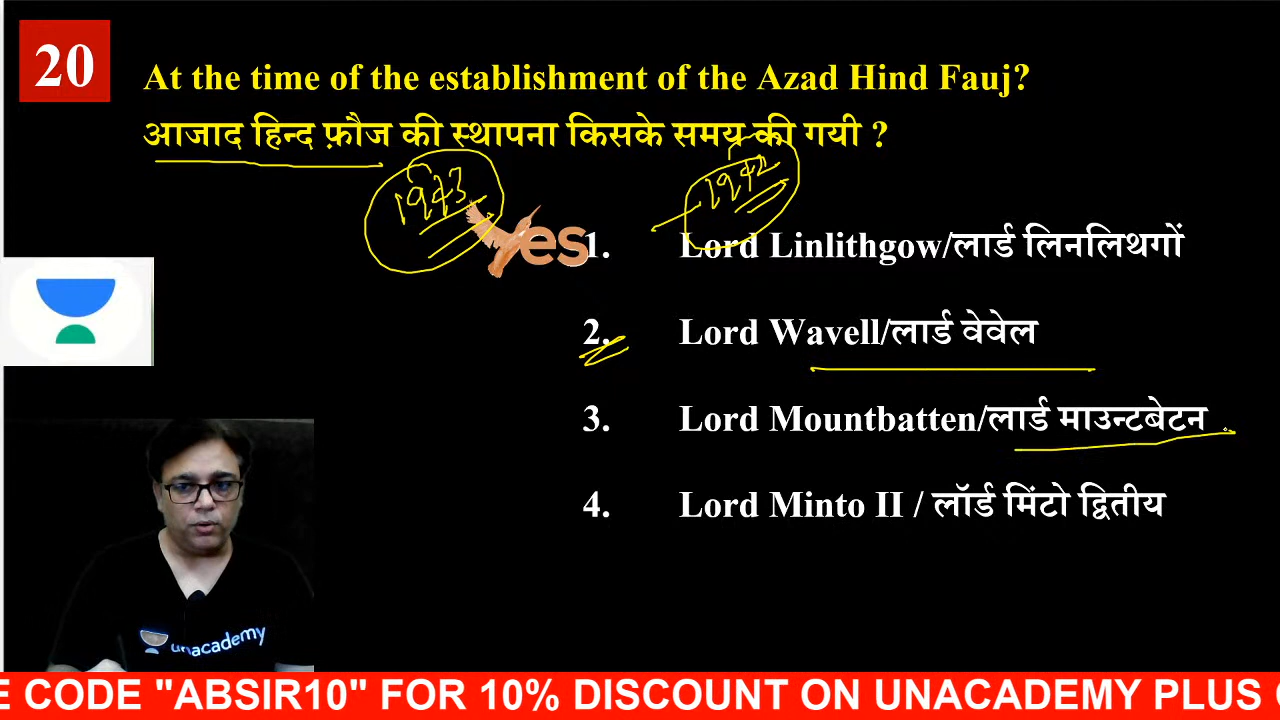 20
At the time of the establishment of the Azad Hind Fauj?
आजाद हिन्द फ़ौज की स्थापना किसके समय की गयी ?
1943
1942
Yes
1. Lord Linlithgow/लार्ड लिनलिथगों
2. Lord Wavell/लार्ड वेवेल
3. Lord Mountbatten/लार्ड माउन्टबेटन
4. Lord Minto II / लॉर्ड मिंटो द्वितीय
unacademy
E CODE "ABSIR10" FOR 10% DISCOUNT ON UNACADEMY PLUS